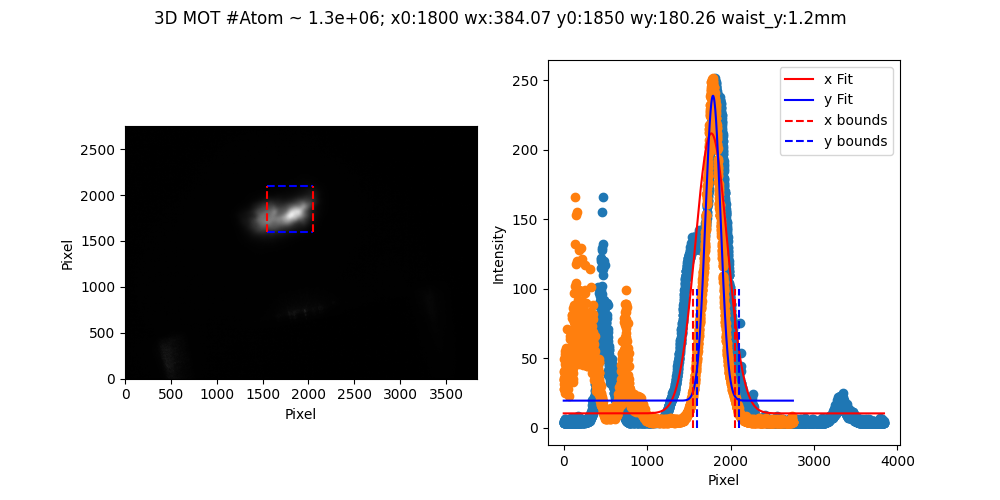 3D MOT #Atom ~ 1.3e+06; x0:1800 wx:384.07 y0:1850 wy:180.26 waist_y:1.2mm
2500
2000
1500
1000
500
0
Pixel
0 500 1000 1500 2000 2500 3000 3500
Pixel
250
200
150
100
50
0
Intensity
0 1000 2000 3000 4000
Pixel
x Fit
y Fit
x bounds
y bounds